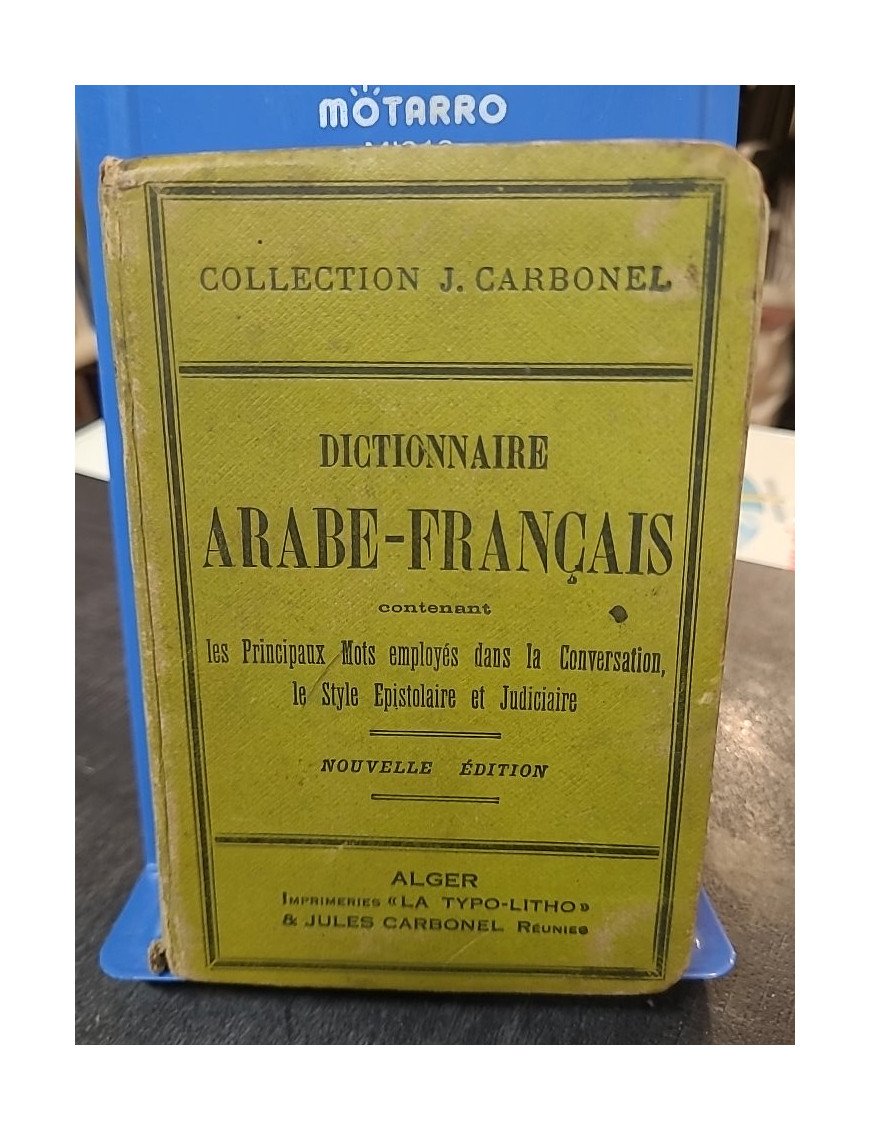 MOTARRO
COLLECTION J. CARBONEL
DICTIONNAIRE
ARABE-FRANÇAIS
contenant
les Principaux Mots employés dans la Conversation,
le Style Epistolaire et Judiciaire
NOUVELLE ÉDITION
ALGER
IMPRIMERIES «LA TYPO-LITHO»
& JULES CARBONEL RÉUNIES